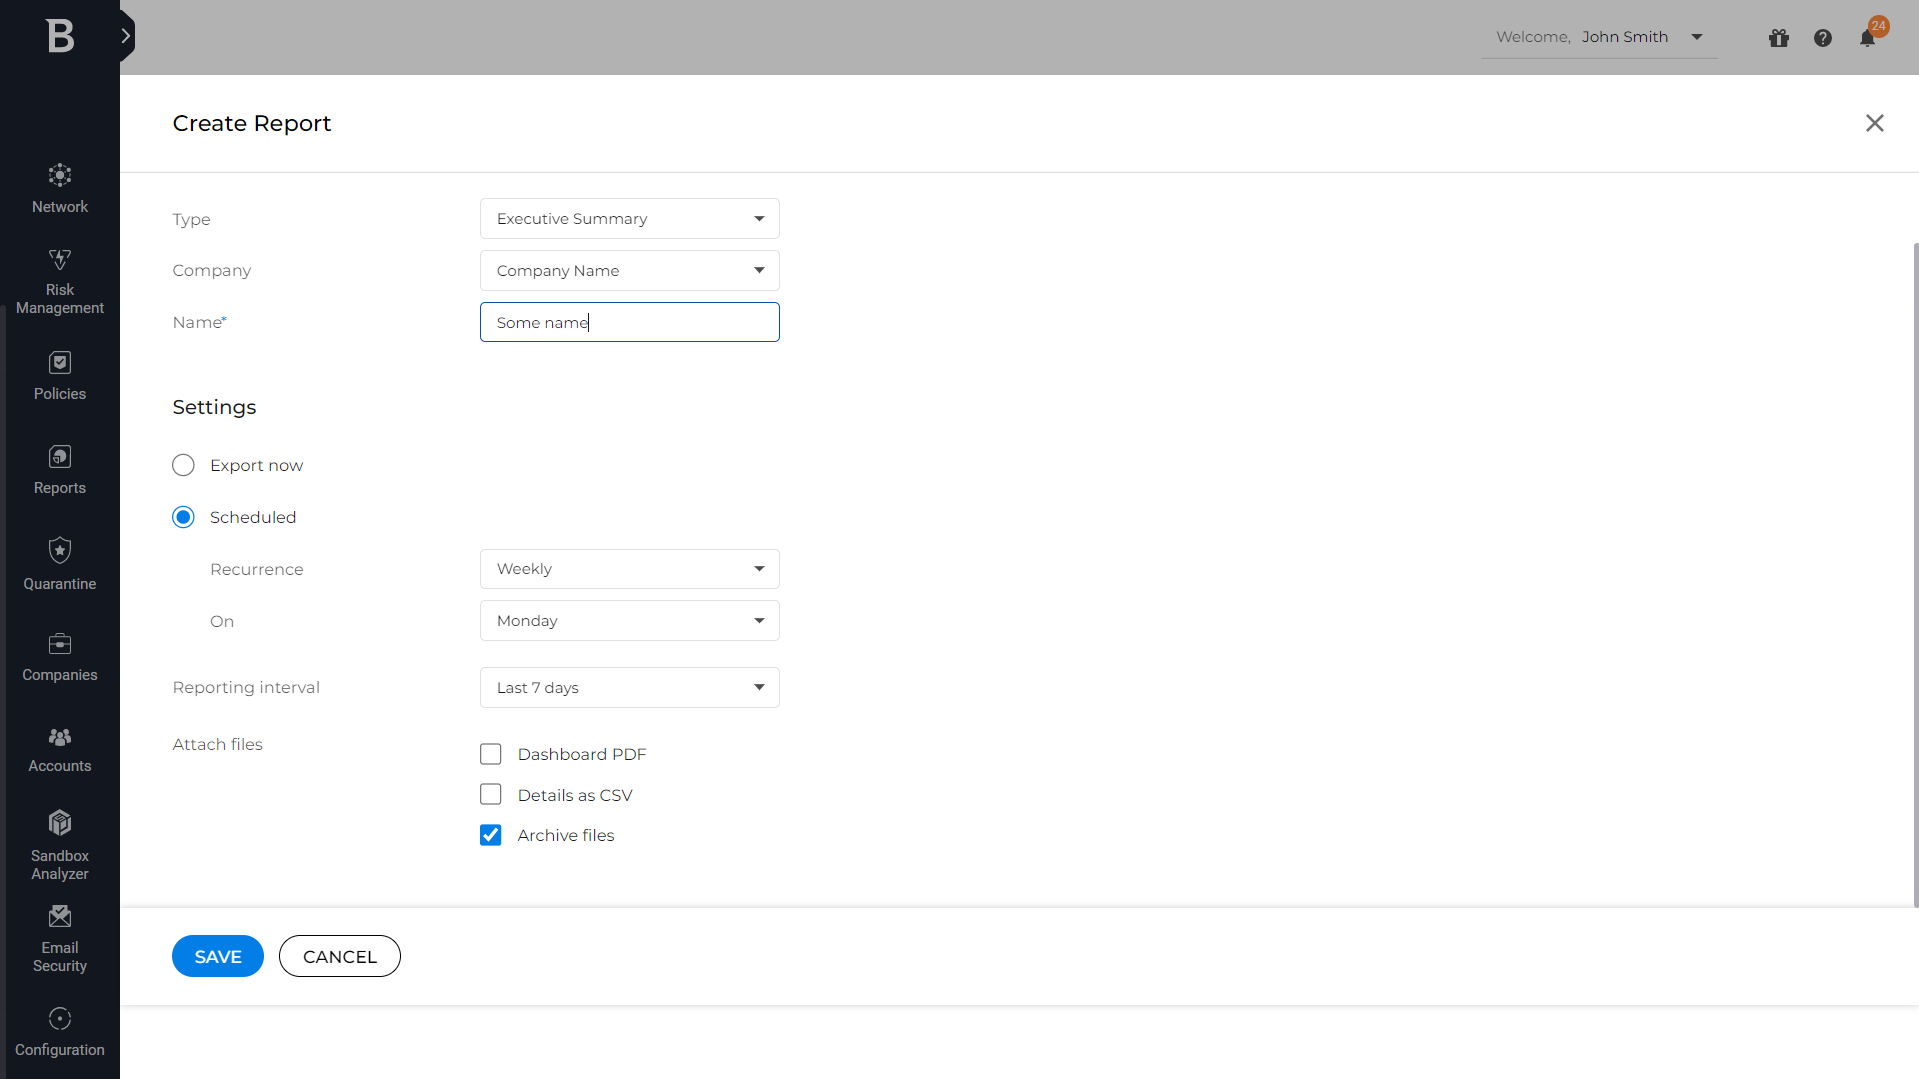 B
Welcome, John Smith
24
Create Report
Network
Risk
Management
Policies
Reports
Quarantine
Companies
Accounts
Sandbox
Analyzer
Email
Security
Configuration
Type
Executive Summary
Company
Company Name
Name*
Some name
Settings
Export now
Scheduled
Recurrence
Weekly
On
Monday
Reporting interval
Last 7 days
Attach files
Dashboard PDF
Details as CSV
Archive files
SAVE
CANCEL